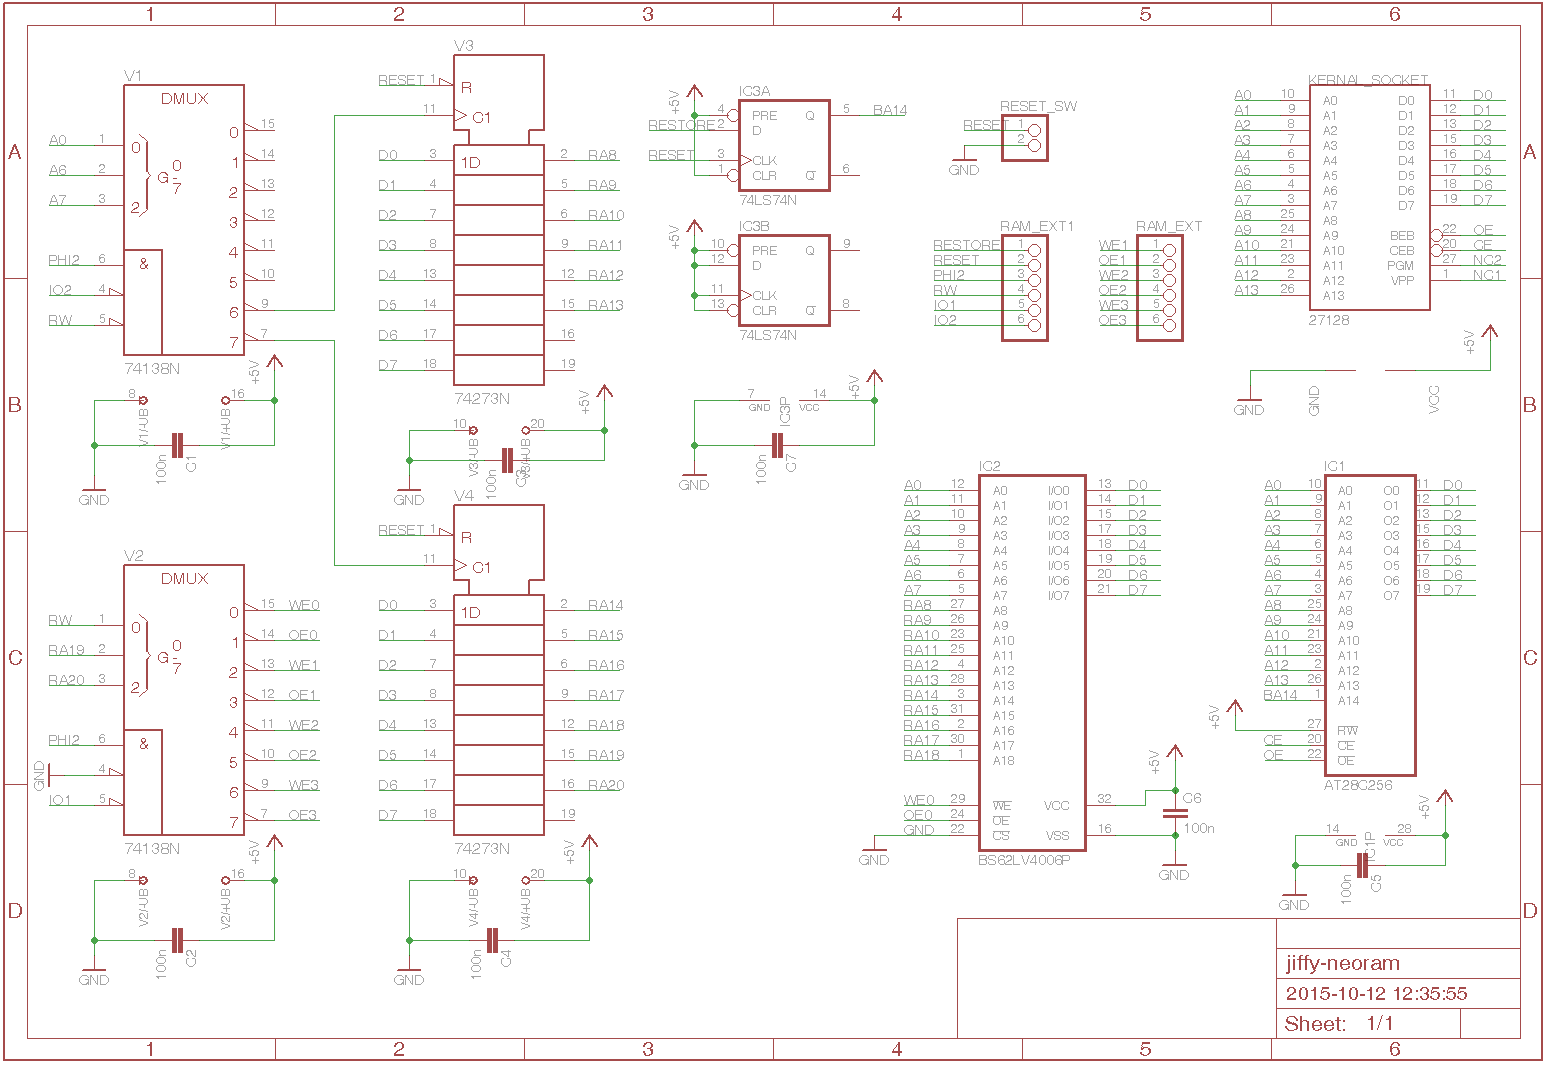 1 2 3 4 5 6
A
B
C
D
V1
DMUX
A0 1
A6 2
A7 3
0
2
G 0-7
PHI2 6
IO2 4
RW 5
&
0 15
1 14
2 13
3 12
4 11
5 10
6 9
7 7
74138N
+5V
8 V1/-UB
16 V1/+UB
100n
C1
GND
V2
DMUX
RW 1
RA19 2
RA20 3
0
2
G 0-7
PHI2 6
GND 4
IO1 5
&
0 15 WE0
1 14 OE0
2 13 WE1
3 12 OE1
4 11 WE2
5 10 OE2
6 9 WE3
7 7 OE3
74138N
+5V
8 V2/-UB
16 V2/+UB
100n
C2
GND
V3
RESET 1 R
11 C1
D0 3 1D 2 RA8
D1 4 5 RA9
D2 7 6 RA10
D3 8 9 RA11
D4 13 12 RA12
D5 14 15 RA13
D6 17 16
D7 18 19
74273N
+5V
10 V3/-UB
20 V3/+UB
100n
C3
GND
V4
RESET 1 R
11 C1
D0 3 1D 2 RA14
D1 4 5 RA15
D2 7 6 RA16
D3 8 9 RA17
D4 13 12 RA18
D5 14 15 RA19
D6 17 16 RA20
D7 18 19
74273N
+5V
10 V4/-UB
20 V4/+UB
100n
C4
GND
IC3A
+5V
4 PRE Q 5 BA14
RESTORE 2 D
RESET 3 CLK
1 CLR Q 6
74LS74N
IC3B
+5V
10 PRE Q 9
12 D
11 CLK
13 CLR Q 8
74LS74N
7 GND
IC3P
14 VCC
+5V
100n
C7
GND
RESET_SW
RESET 1
2
GND
RAM_EXT1
RESTORE 1
RESET 2
PHI2 3
RW 4
IO1 5
IO2 6
RAM_EXT
WE1 1
OE1 2
WE2 3
OE2 4
WE3 5
OE3 6
KERNAL_SOCKET
A0 10 A0 D0 11 D0
A1 9 A1 D1 12 D1
A2 8 A2 D2 13 D2
A3 7 A3 D3 15 D3
A4 6 A4 D4 16 D4
A5 5 A5 D5 17 D5
A6 4 A6 D6 18 D6
A7 3 A7 D7 19 D7
A8 25 A8
A9 24 A9 BEB 22 OE
A10 21 A10 CEB 20 CE
A11 23 A11 PGM 27 NC2
A12 2 A12 VPP 1 NC1
A13 26 A13
27128
+5V
GND
GND
VCC
IC2
A0 12 A0 I/O0 13 D0
A1 11 A1 I/O1 14 D1
A2 10 A2 I/O2 15 D2
A3 9 A3 I/O3 17 D3
A4 8 A4 I/O4 18 D4
A5 7 A5 I/O5 19 D5
A6 6 A6 I/O6 20 D6
A7 5 A7 I/O7 21 D7
RA8 27 A8
RA9 26 A9
RA10 23 A10
RA11 25 A11
RA12 4 A12
RA13 28 A13
RA14 3 A14
RA15 31 A15
RA16 2 A16
RA17 30 A17
RA18 1 A18
WE0 29 WE VCC 32
OE0 24 OE
GND 22 CS VSS 16
BS62LV4006P
GND
+5V
C6
100n
GND
IC1
A0 10 A0 O0 11 D0
A1 9 A1 O1 12 D1
A2 8 A2 O2 13 D2
A3 7 A3 O3 15 D3
A4 6 A4 O4 16 D4
A5 5 A5 O5 17 D5
A6 4 A6 O6 18 D6
A7 3 A7 O7 19 D7
A8 25 A8
A9 24 A9
A10 21 A10
A11 23 A11
A12 2 A12
A13 26 A13
BA14 1 A14
+5V
27 RW
CE 20 CE
OE 22 OE
AT28C256
14 GND
IC1P
28 VCC
+5V
100n
C5
GND
jiffy-neoram
2015-10-12 12:35:55
Sheet: 1/1
A
B
C
D
1 2 3 4 5 6